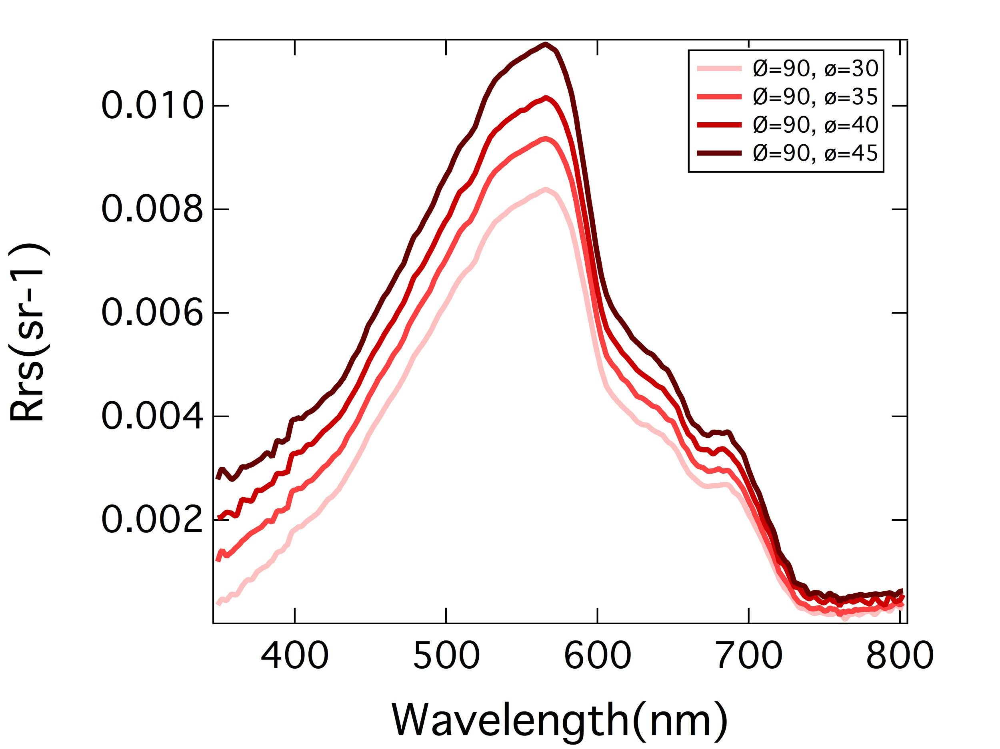 Ø=90, ø=30
Ø=90, ø=35
Ø=90, ø=40
Ø=90, ø=45
0.010
0.008
0.006
0.004
0.002
Rrs(sr-1)
400 500 600 700 800
Wavelength(nm)